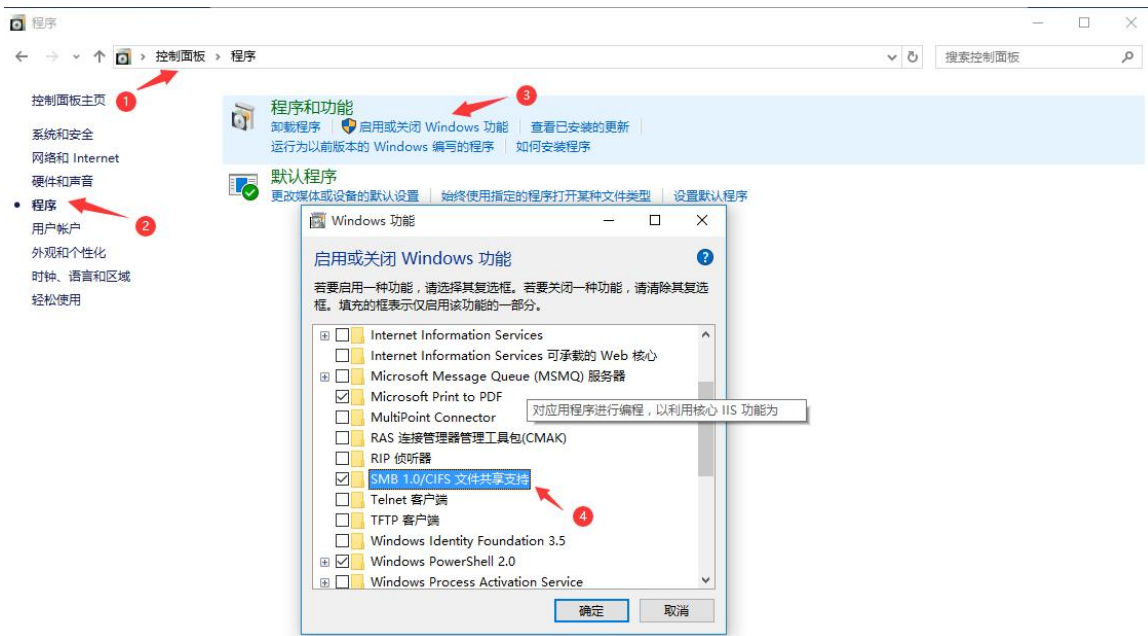 程序
控制面板 › 程序
搜索控制面板
控制面板主页
1
系统和安全
网络和 Internet
硬件和声音
程序
2
用户帐户
外观和个性化
时钟、语言和区域
轻松使用
程序和功能
3
卸载程序 启用或关闭 Windows 功能 查看已安装的更新
运行为以前版本的 Windows 编写的程序 如何安装程序
默认程序
更改媒体或设备的默认设置 始终使用指定的程序打开某种文件类型 设置默认程序
Windows 功能
启用或关闭 Windows 功能
若要启用一种功能，请选择其复选框。若要关闭一种功能，请清除其复选
框。填充的框表示仅启用该功能的一部分。
Internet Information Services
Internet Information Services 可承载的 Web 核心
Microsoft Message Queue (MSMQ) 服务器
Microsoft Print to PDF
对应用程序进行编程，以利用核心 IIS 功能为
MultiPoint Connector
RAS 连接管理器管理工具包(CMAK)
RIP 侦听器
SMB 1.0/CIFS 文件共享支持
4
Telnet 客户端
TFTP 客户端
Windows Identity Foundation 3.5
Windows PowerShell 2.0
Windows Process Activation Service
确定
取消